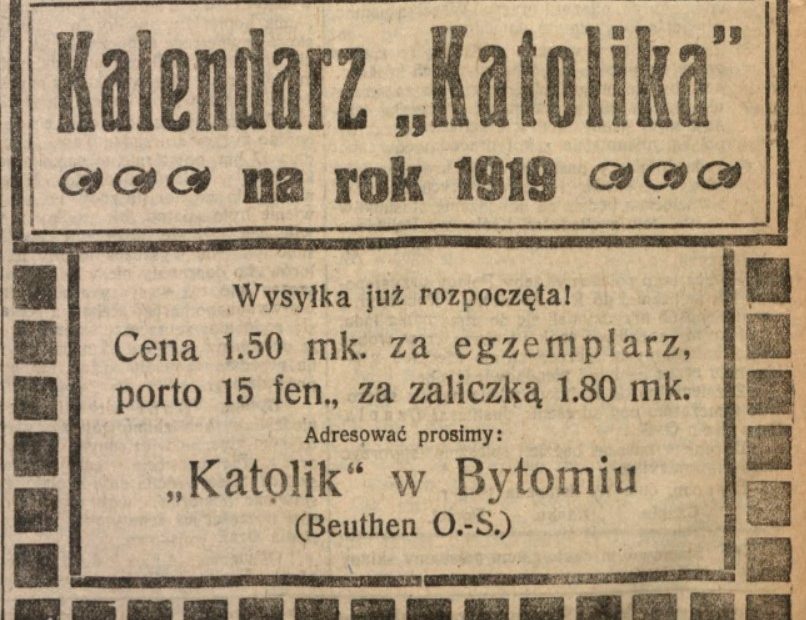 Kalendarz „Katolika”
na rok 1919
Wysyłka już rozpoczęta!
Cena 1.50 mk. za egzemplarz,
porto 15 fen., za zaliczką 1.80 mk.
Adresować prosimy:
„Katolik“ w Bytomiu
(Beuthen O.-S.)